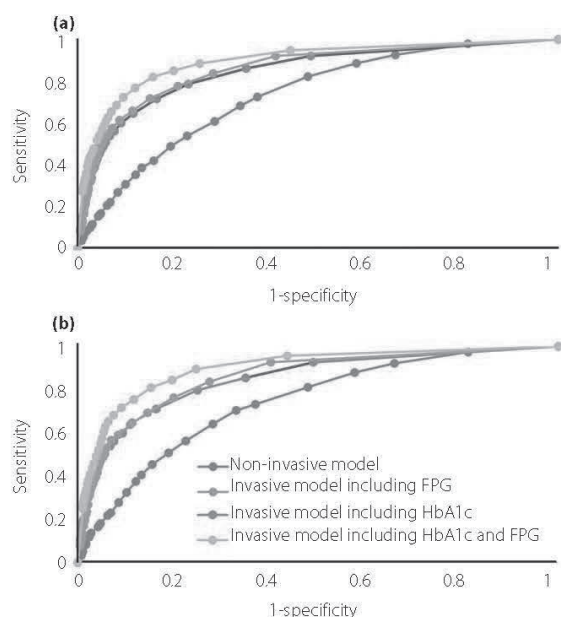 (a)
1
0.8
0.6
0.4
0.2
0
Sensitivity
0 0.2 0.4 0.6 0.8 1
1-specificity
(b)
1
0.8
0.6
0.4
0.2
0
Sensitivity
Non-invasive model
Invasive model including FPG
Invasive model including HbA1c
Invasive model including HbA1c and FPG
0 0.2 0.4 0.6 0.8 1
1-specificity